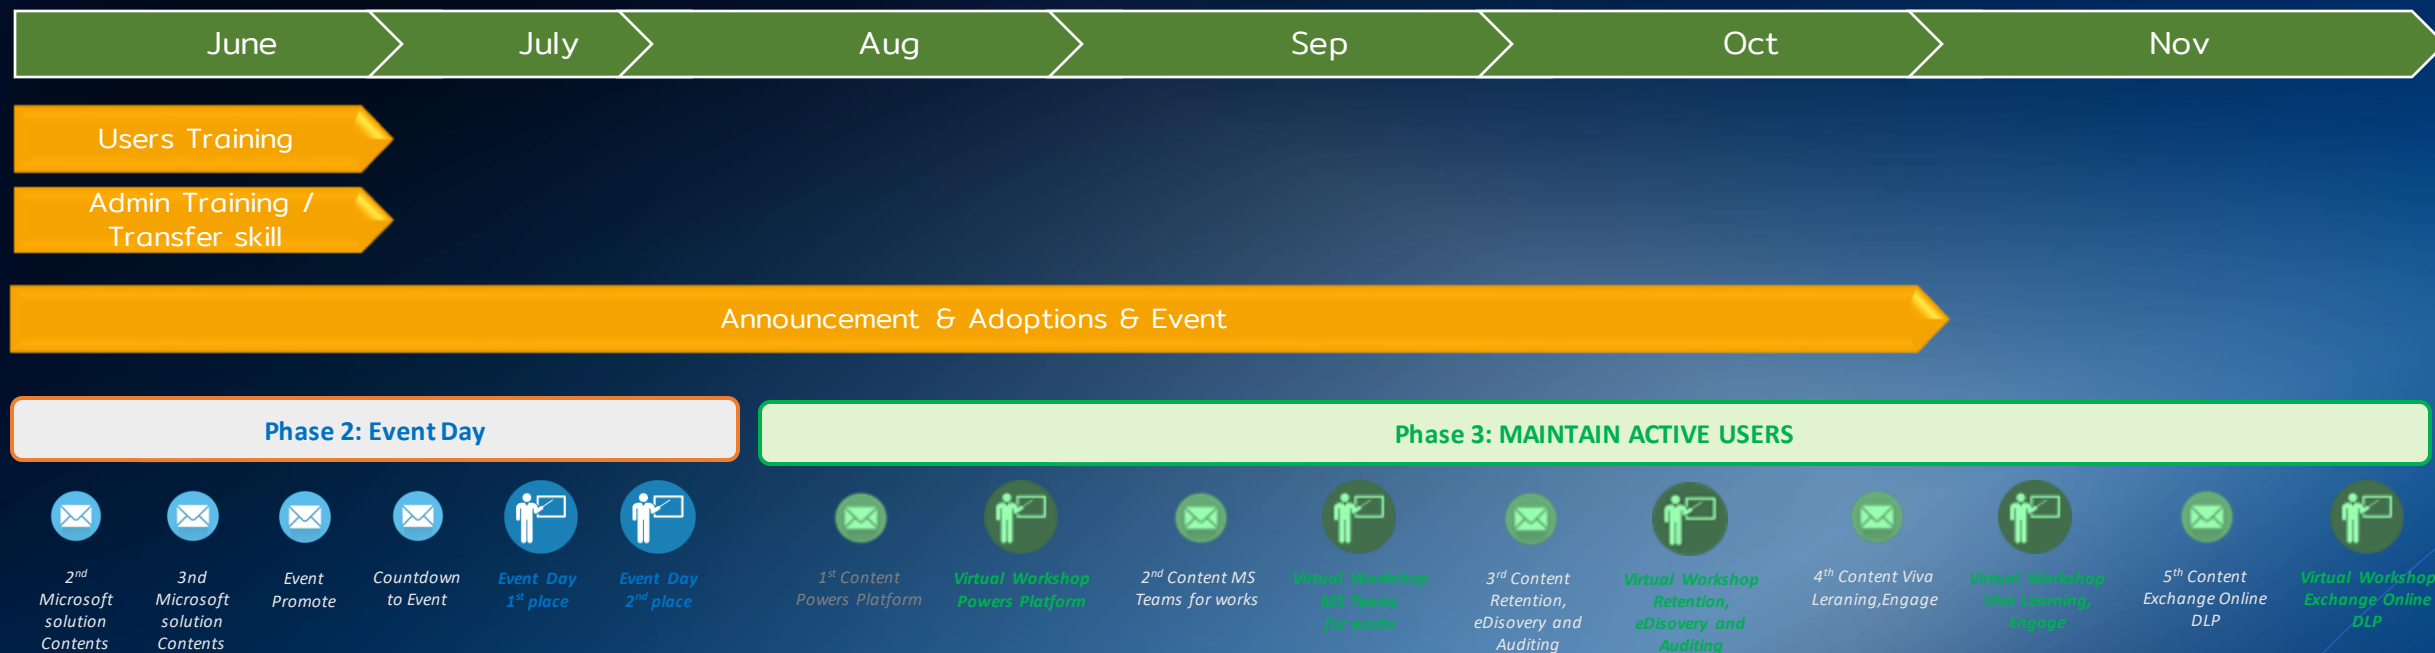 June
July
Aug
Sep
Oct
Nov
Users Training
Admin Training /
Transfer skill
Announcement & Adoptions & Event
Phase 2: Event Day
Phase 3: MAINTAIN ACTIVE USERS
2nd
Microsoft
solution
Contents
3nd
Microsoft
solution
Contents
Event
Promote
Countdown
to Event
Event Day
1st place
Event Day
2nd place
1st Content
Powers Platform
Virtual Workshop
Powers Platform
2nd Content MS
Teams for works
Virtual Workshop
MS Teams
for works
3rd Content
Retention,
eDisovery and
Auditing
Virtual Workshop
Retention,
eDisovery and
Auditing
4th Content Viva
Leraning,Engage
Virtual Workshop
Viva Learning,
Engage
5th Content
Exchange Online
DLP
Virtual Workshop
Exchange Online
DLP